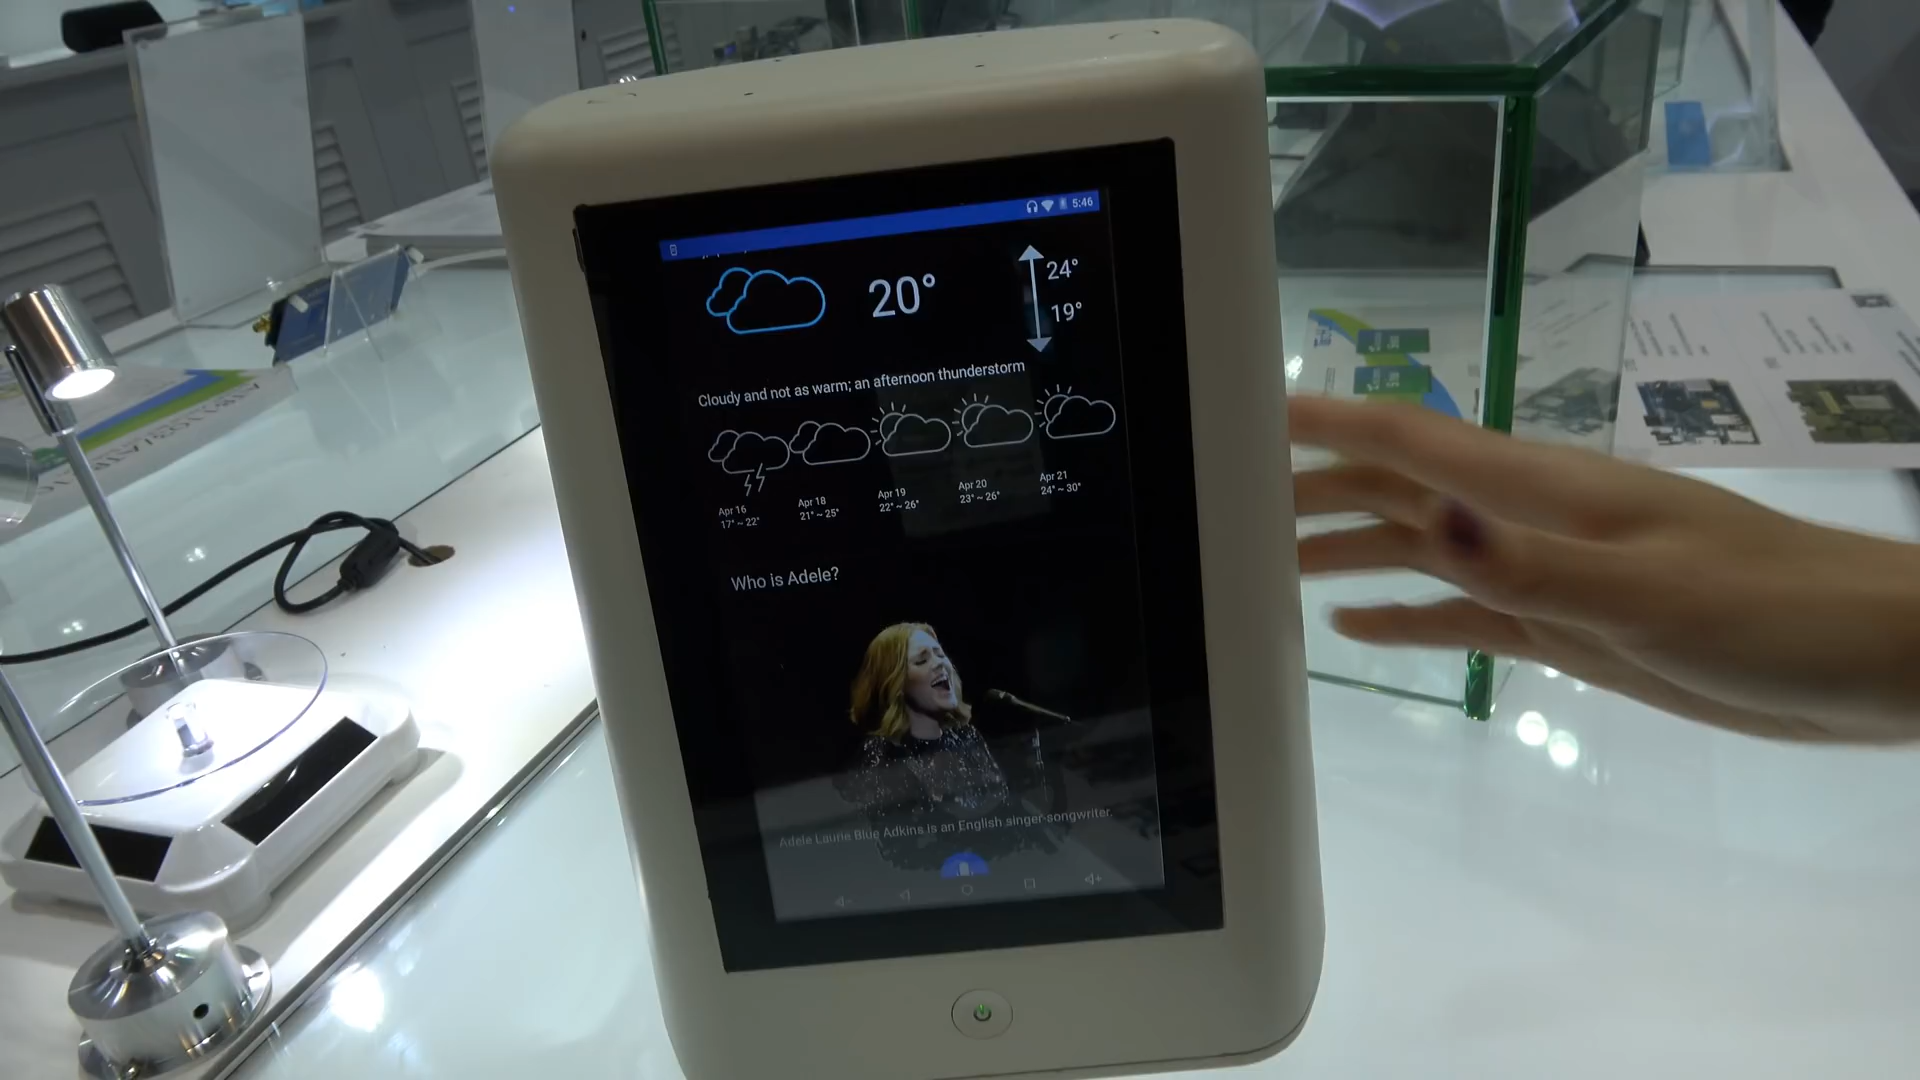 5:46
20°
24°
19°
Cloudy and not as warm; an afternoon thunderstorm
Apr 16
17° ~ 22°
Apr 18
21° ~ 25°
Apr 19
22° ~ 26°
Apr 20
23° ~ 26°
Apr 21
24° ~ 30°
Who is Adele?
Adele Laurie Blue Adkins is an English singer-songwriter.